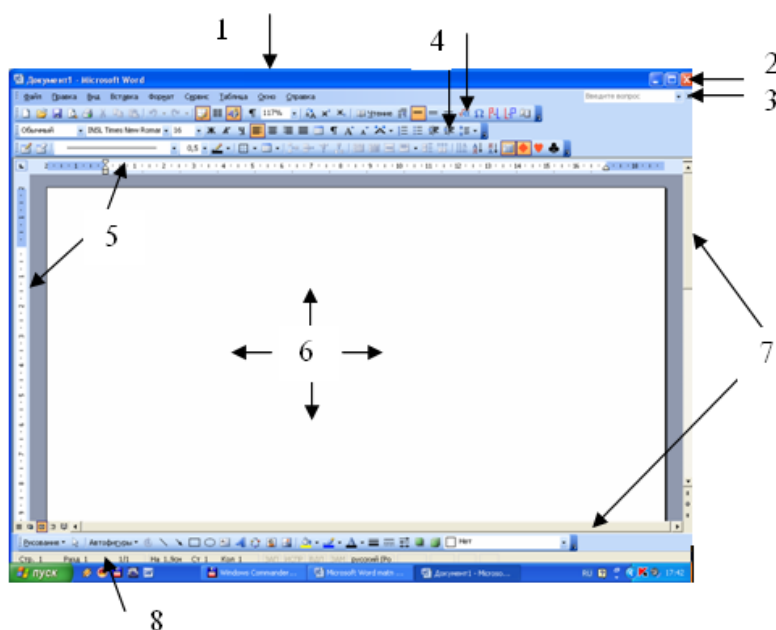 1
4
Документ1 - Microsoft Word
2
Файл Правка Вид Вставка Формат Сервис Таблица Окно Справка
Введите вопрос
3
117%
Чтение
Обычный
Times New Roman
16
0,5
5
6
7
Рисование
Автофигуры
Нет
Стр. 1 Разд 1 1/1 На 1,9см Ст 1 Кол 1
русский (Ро
пуск
Windows Commander...
Microsoft Word
Документ1 - Microso...
RU
17:42
8